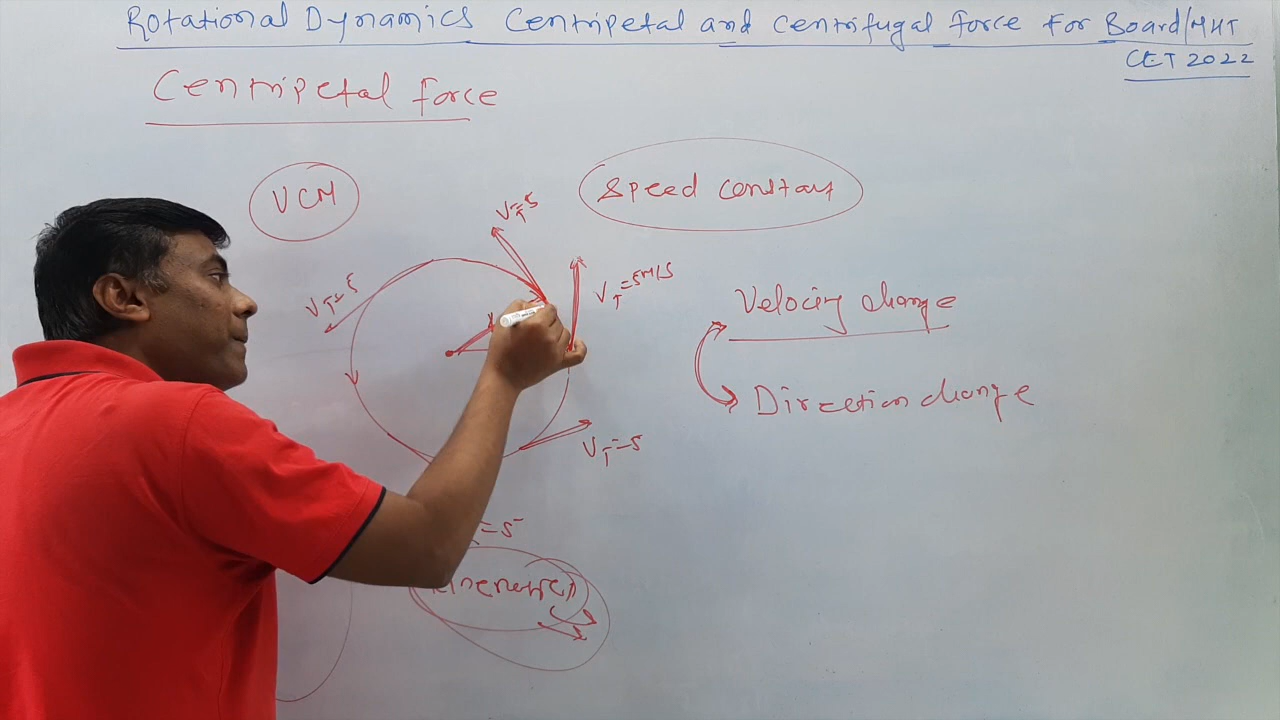 Rotational Dynamics Centripetal and Centrifugal force For Board/MHT
CET 2022
Centripetal force
UCM
Speed constant
V_T=5
V_T=5
V_T=5 M/S
Velocity change
Direction change
V_T=5
=5